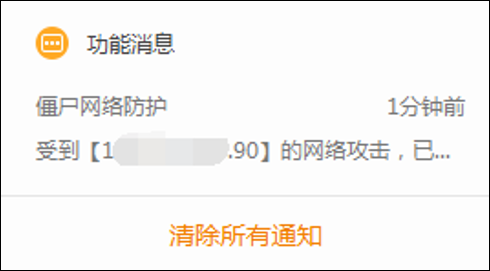 功能消息
僵尸网络防护
1分钟前
受到【1 .90】的网络攻击，已...
清除所有通知